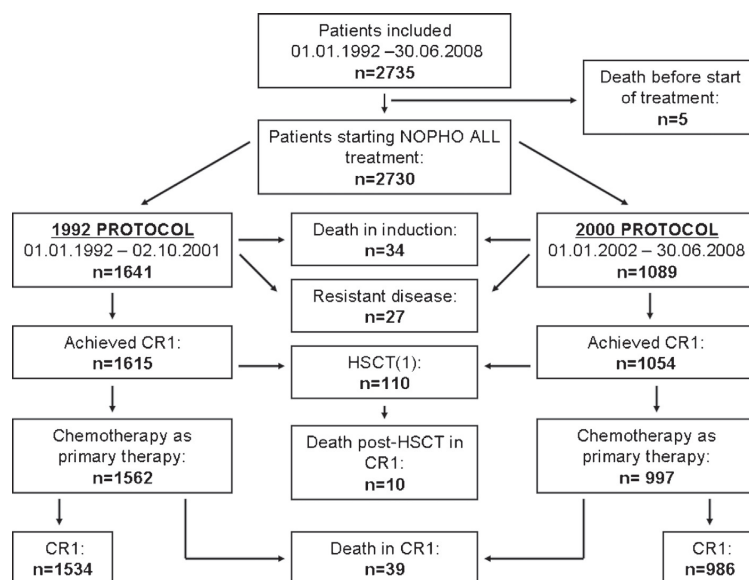 Patients included
01.01.1992 –30.06.2008
n=2735
Death before start
of treatment:
n=5
Patients starting NOPHO ALL
treatment:
n=2730
1992 PROTOCOL
01.01.1992 – 02.10.2001
n=1641
Death in induction:
n=34
2000 PROTOCOL
01.01.2002 – 30.06.2008
n=1089
Resistant disease:
n=27
Achieved CR1:
n=1615
HSCT(1):
n=110
Achieved CR1:
n=1054
Chemotherapy as
primary therapy:
n=1562
Death post-HSCT in
CR1:
n=10
Chemotherapy as
primary therapy:
n= 997
CR1:
n=1534
Death in CR1:
n=39
CR1:
n=986